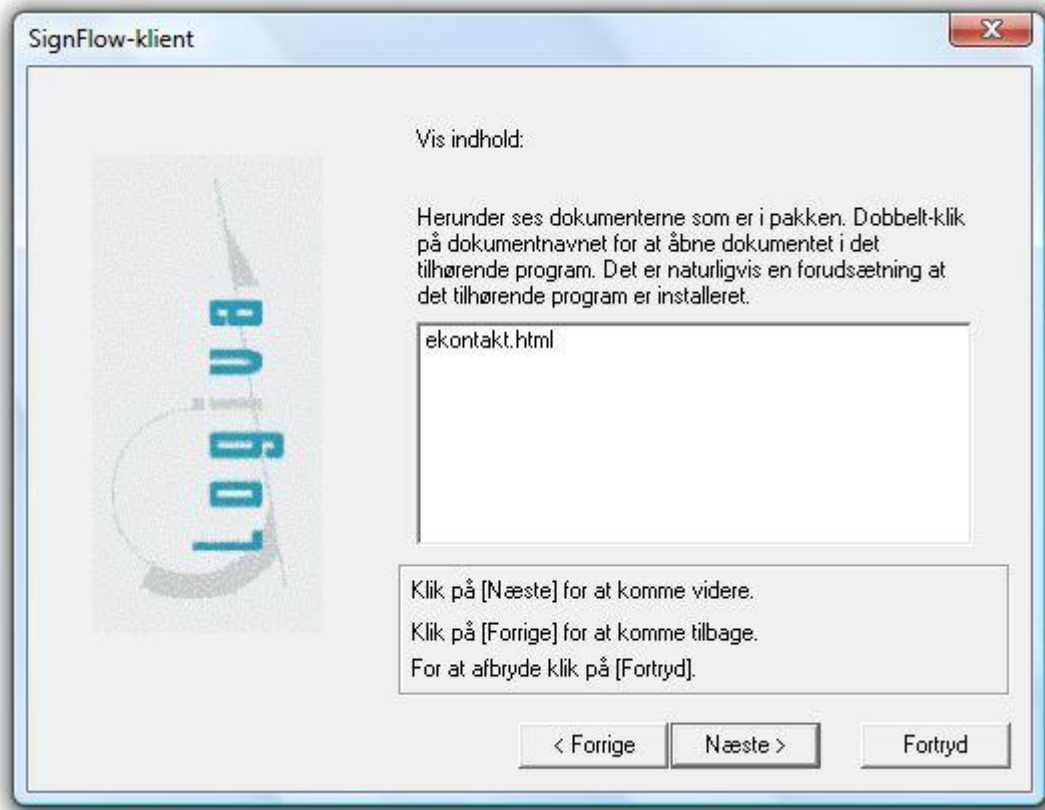 SignFlow-klient
Vis indhold:
Herunder ses dokumenterne som er i pakken. Dobbelt-klik
på dokumentnavnet for at åbne dokumentet i det
tilhørende program. Det er naturligvis en forudsætning at
det tilhørende program er installeret.
ekontakt.html
Logiva
Klik på [Næste] for at komme videre.
Klik på [Forrige] for at komme tilbage.
For at afbryde klik på [Fortryd].
< Forrige
Næste >
Fortryd